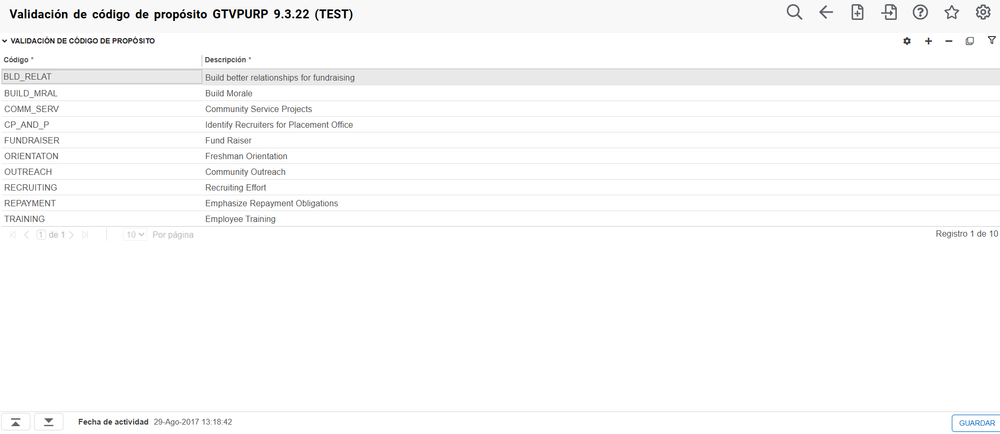 Validación de código de propósito GTVPURP 9.3.22 (TEST)
VALIDACIÓN DE CÓDIGO DE PROPÓSITO
Código * Descripción *
BLD_RELAT Build better relationships for fundraising
BUILD_MRAL Build Morale
COMM_SERV Community Service Projects
CP_AND_P Identify Recruiters for Placement Office
FUNDRAISER Fund Raiser
ORIENTATON Freshman Orientation
OUTREACH Community Outreach
RECRUITING Recruiting Effort
REPAYMENT Emphasize Repayment Obligations
TRAINING Employee Training
1 de 1 10 Por página Registro 1 de 10
Fecha de actividad 29-Ago-2017 13:18:42 GUARDAR